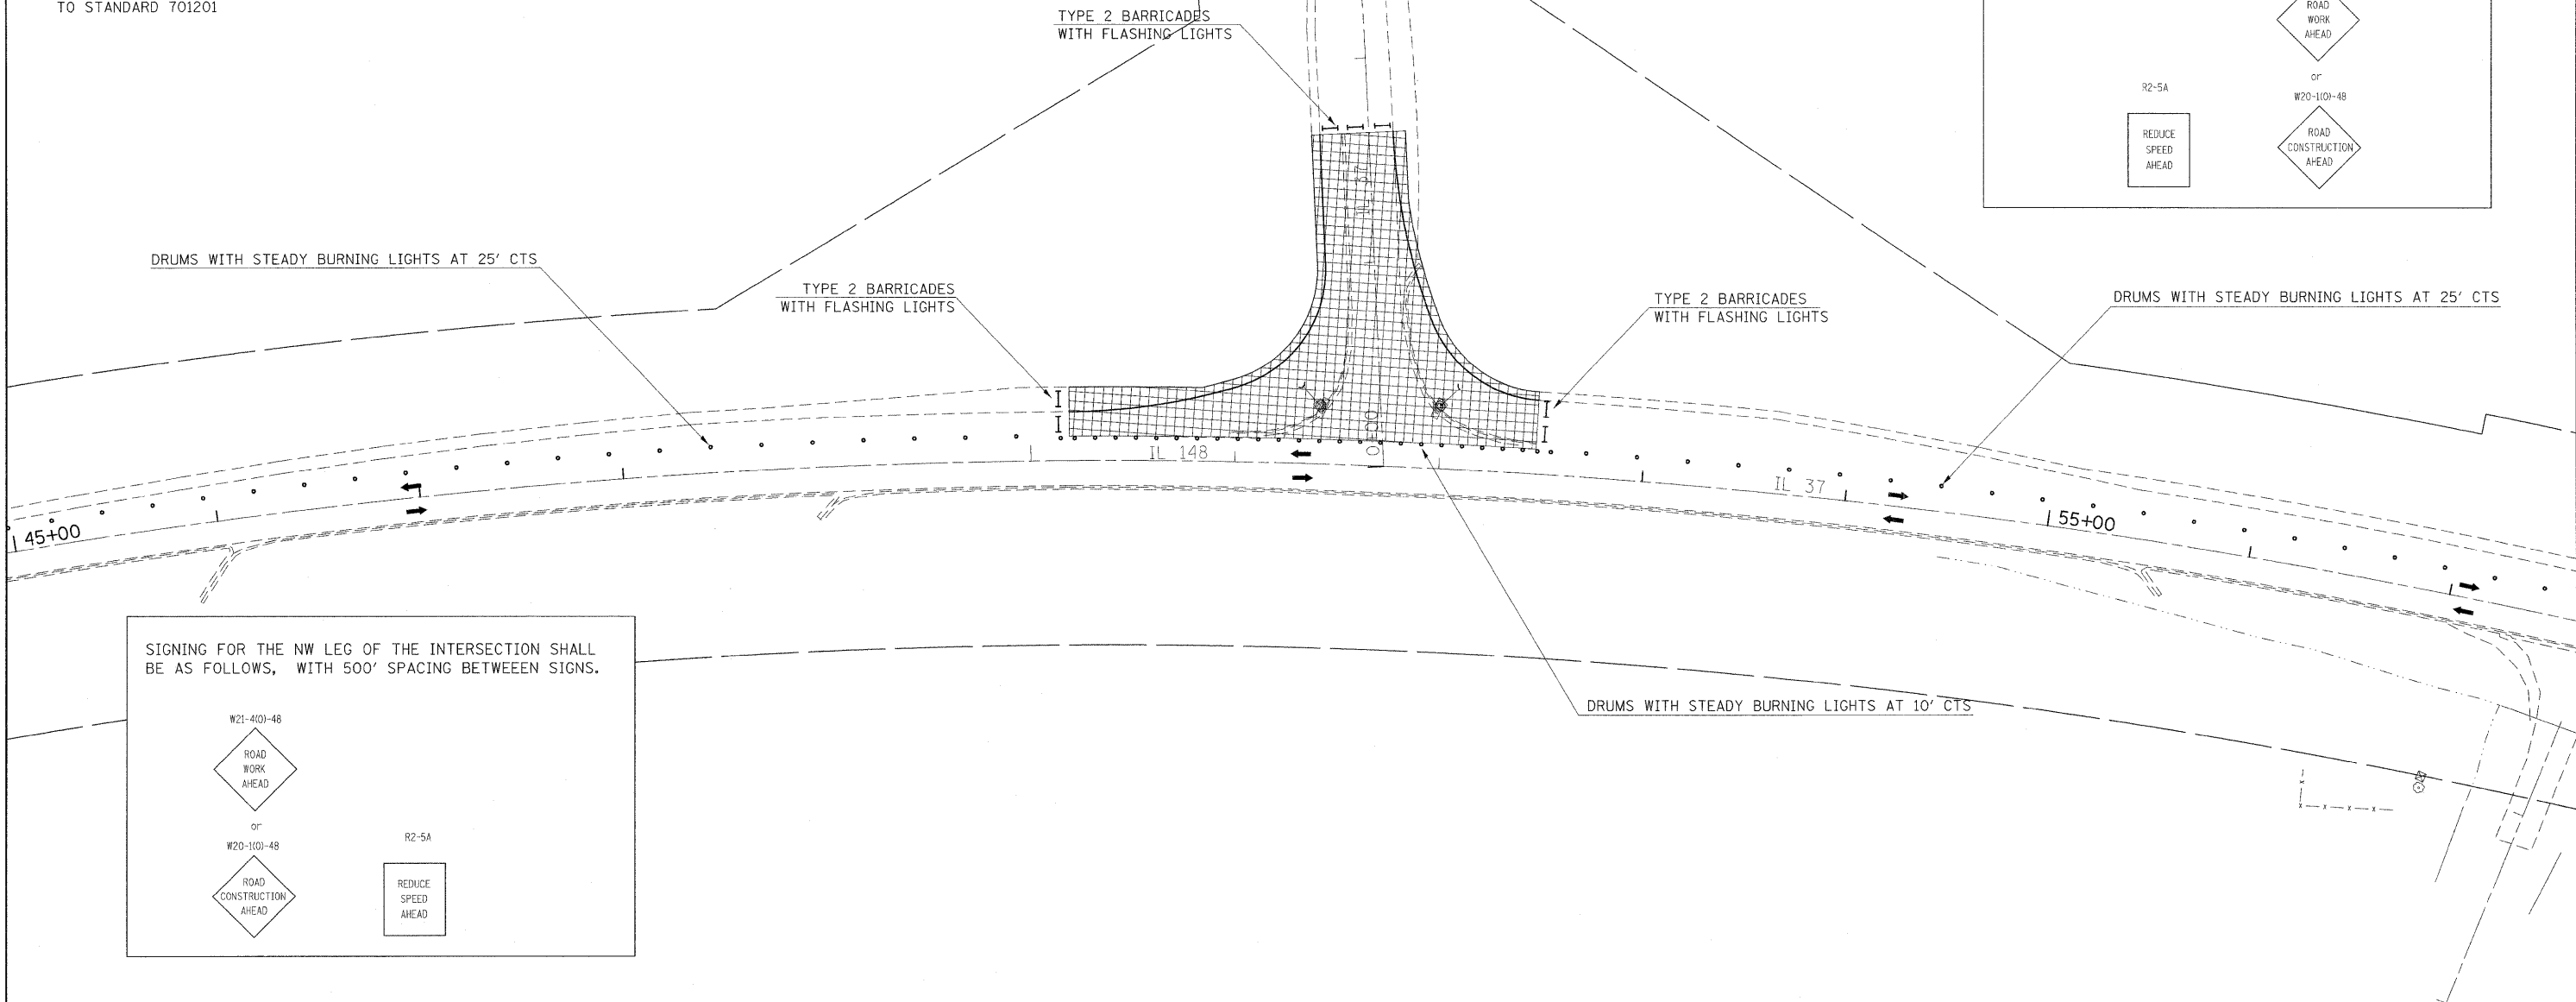 TO STANDARD 701201
TYPE 2 BARRICADES
WITH FLASHING LIGHTS
ROAD
WORK
AHEAD
or
R2-5A
W20-1(O)-48
REDUCE
SPEED
AHEAD
ROAD
CONSTRUCTION
AHEAD
IL 37
DRUMS WITH STEADY BURNING LIGHTS AT 25' CTS
TYPE 2 BARRICADES
WITH FLASHING LIGHTS
TYPE 2 BARRICADES
WITH FLASHING LIGHTS
DRUMS WITH STEADY BURNING LIGHTS AT 25' CTS
IL 148
IL 37
45+00
55+00
SIGNING FOR THE NW LEG OF THE INTERSECTION SHALL
BE AS FOLLOWS, WITH 500' SPACING BETWEEEN SIGNS.
DRUMS WITH STEADY BURNING LIGHTS AT 10' CTS
W21-4(O)-48
ROAD
WORK
AHEAD
or
W20-1(O)-48
R2-5A
ROAD
CONSTRUCTION
AHEAD
REDUCE
SPEED
AHEAD